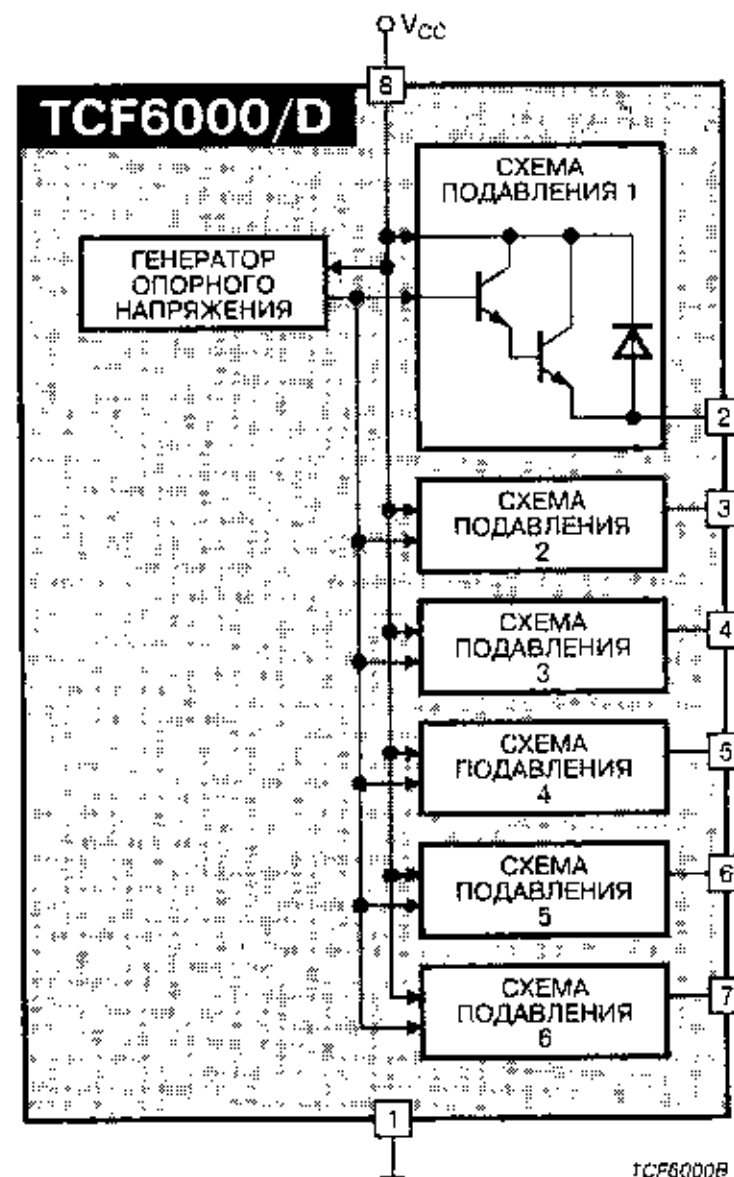 VCC
8
TCF6000/D
СХЕМА
ПОДАВЛЕНИЯ 1
ГЕНЕРАТОР
ОПОРНОГО
НАПРЯЖЕНИЯ
2
СХЕМА
ПОДАВЛЕНИЯ
2
3
СХЕМА
ПОДАВЛЕНИЯ
3
4
СХЕМА
ПОДАВЛЕНИЯ
4
5
СХЕМА
ПОДАВЛЕНИЯ
5
6
СХЕМА
ПОДАВЛЕНИЯ
6
7
1
TCF6000B